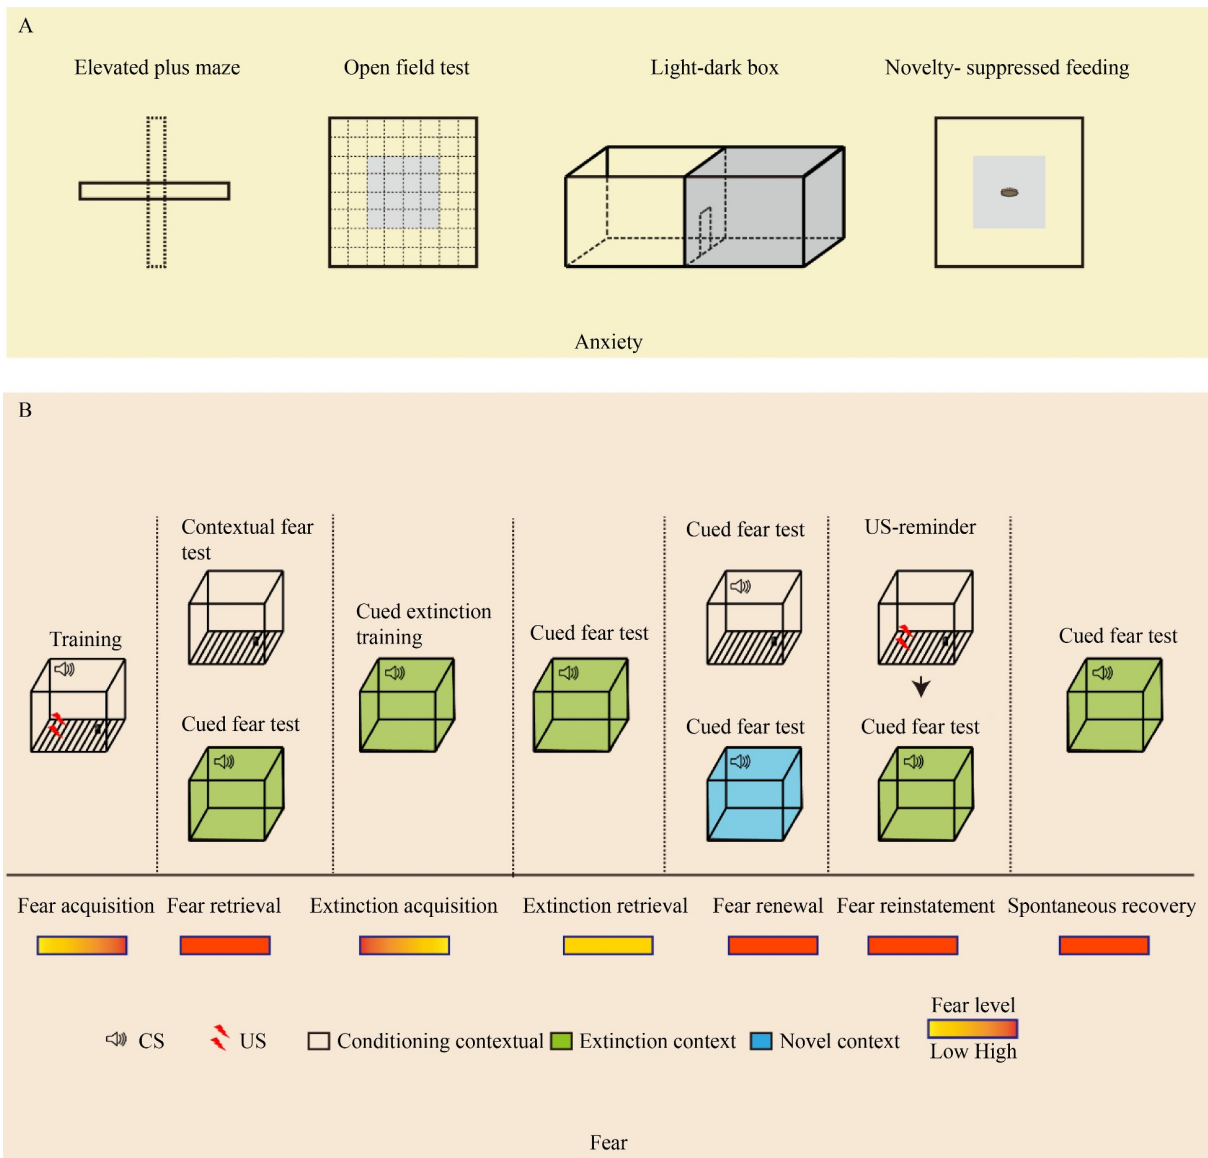 A
Elevated plus maze
Open field test
Light-dark box
Novelty- suppressed feeding
Anxiety
B
Training
Contextual fear
test
Cued fear test
Cued extinction
training
Cued fear test
Cued fear test
Cued fear test
US-reminder
Cued fear test
Cued fear test
Fear acquisition
Fear retrieval
Extinction acquisition
Extinction retrieval
Fear renewal
Fear reinstatement
Spontaneous recovery
CS
US
Conditioning contextual
Extinction context
Novel context
Fear level
Low High
Fear